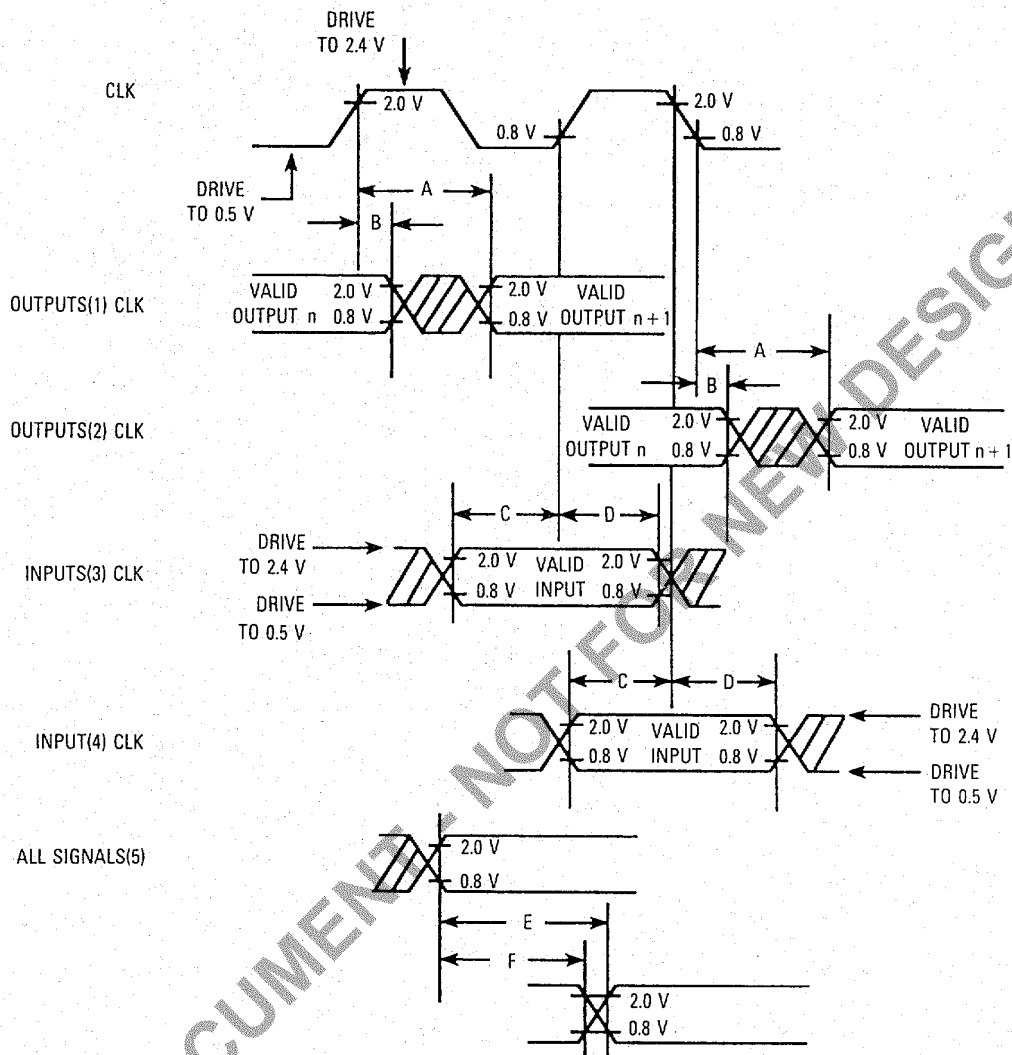 DRIVE
TO 2.4 V
CLK
2.0 V
0.8 V
2.0 V
0.8 V
DRIVE
TO 0.5 V
A
B
OUTPUTS(1) CLK
VALID 2.0 V
OUTPUT n 0.8 V
2.0 V VALID
0.8 V OUTPUT n + 1
A
B
OUTPUTS(2) CLK
VALID 2.0 V
OUTPUT n 0.8 V
2.0 V VALID
0.8 V OUTPUT n + 1
C
D
INPUTS(3) CLK
DRIVE
TO 2.4 V
DRIVE
TO 0.5 V
2.0 V VALID 2.0 V
0.8 V INPUT 0.8 V
C
D
INPUT(4) CLK
2.0 V VALID 2.0 V
0.8 V INPUT 0.8 V
DRIVE
TO 2.4 V
DRIVE
TO 0.5 V
ALL SIGNALS(5)
2.0 V
0.8 V
E
F
2.0 V
0.8 V
CUMENT - NOT FOR NEW DESIG